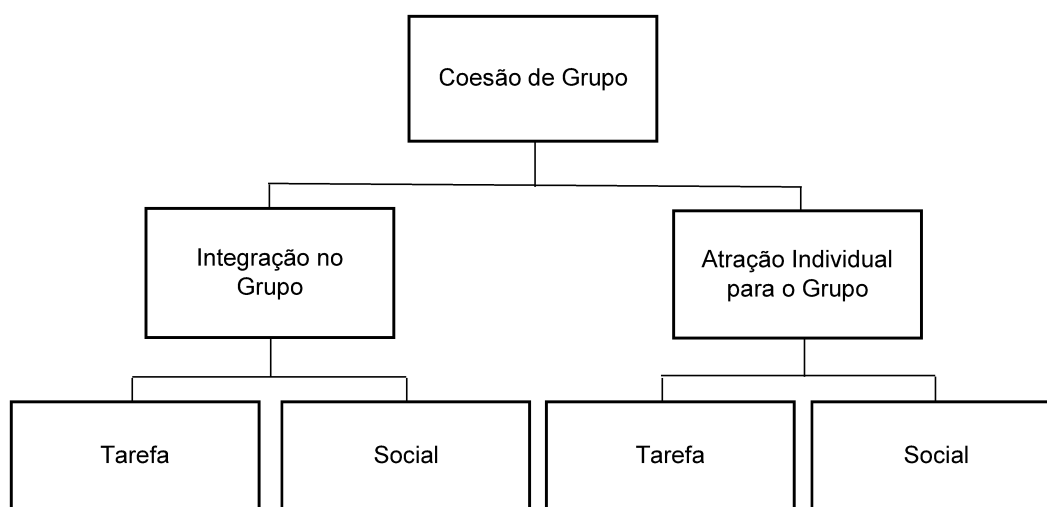 Coesão de Grupo
Integração no
Grupo
Atração Individual
para o Grupo
Tarefa
Social
Tarefa
Social